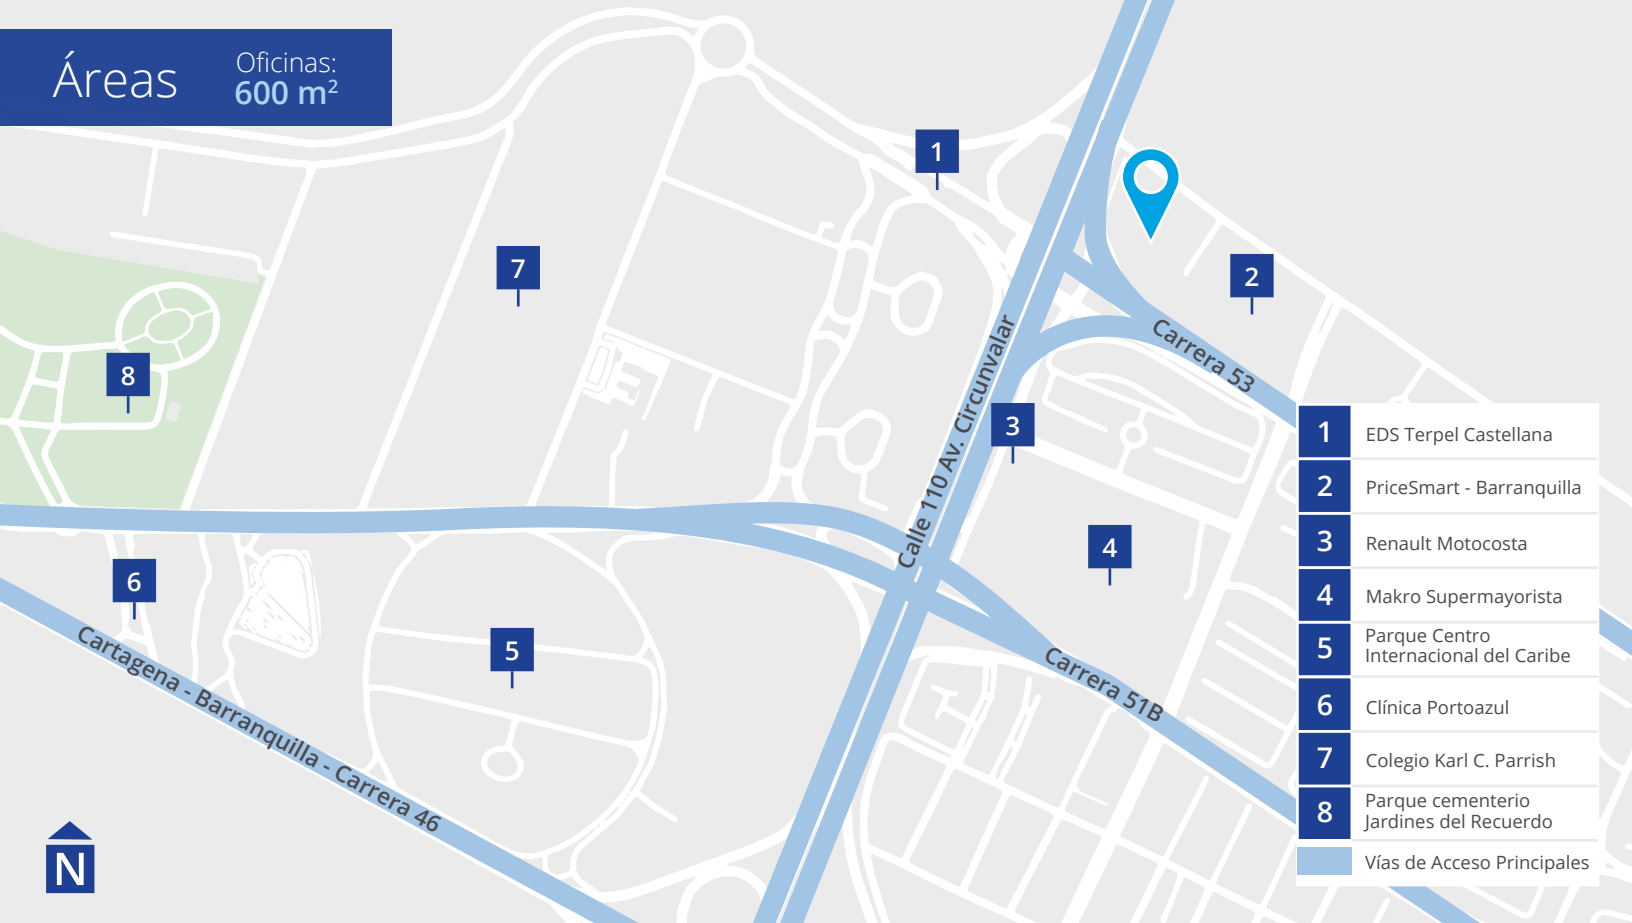 Áreas
Oficinas:
600 m²
1
7
2
8
3
4
6
5
Carrera 53
Calle 110 Av. Circunvalar
Carrera 51B
Cartagena - Barranquilla - Carrera 46
N
1 EDS Terpel Castellana
2 PriceSmart - Barranquilla
3 Renault Motocosta
4 Makro Supermayorista
5 Parque Centro
Internacional del Caribe
6 Clínica Portoazul
7 Colegio Karl C. Parrish
8 Parque cementerio
Jardines del Recuerdo
Vías de Acceso Principales